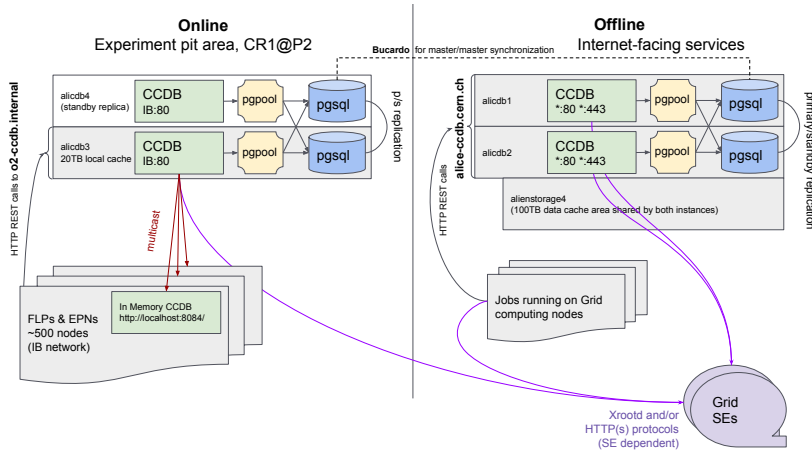 Online
Experiment pit area, CR1@P2
Offline
Internet-facing services
Bucardo for master/master synchronization
HTTP REST calls to o2-ccdb.internal
alicdb4
(standby replica)
CCDB
IB:80
pgpool
pgsql
alicdb3
20TB local cache
CCDB
IB:80
pgpool
pgsql
p/s replication
multicast
FLPs & EPNs
~500 nodes
(IB network)
In Memory CCDB
http://localhost:8084/
alice-ccdb.cern.ch
HTTP REST calls
alicdb1
CCDB
*:80 *:443
pgpool
pgsql
alicdb2
CCDB
*:80 *:443
pgpool
pgsql
primary/standby replication
alienstorage4
(100TB data cache area shared by both instances)
Jobs running on Grid
computing nodes
Grid
SEs
Xrootd and/or
HTTP(s) protocols
(SE dependent)